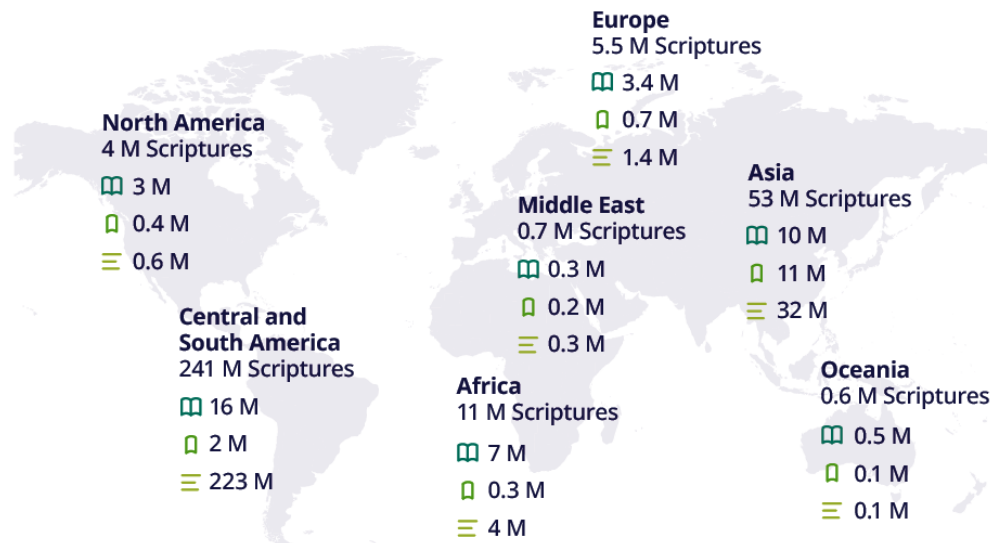 Europe
5.5 M Scriptures
3.4 M
0.7 M
1.4 M
North America
4 M Scriptures
3 M
0.4 M
0.6 M
Asia
53 M Scriptures
10 M
11 M
32 M
Middle East
0.7 M Scriptures
0.3 M
0.2 M
0.3 M
Central and
South America
241 M Scriptures
16 M
2 M
223 M
Africa
11 M Scriptures
7 M
0.3 M
4 M
Oceania
0.6 M Scriptures
0.5 M
0.1 M
0.1 M